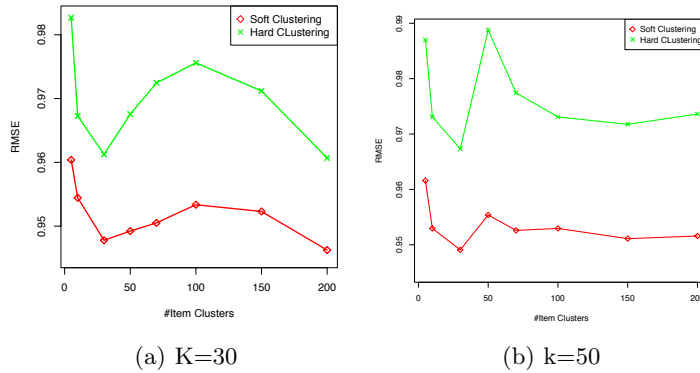 Soft Clustering
Hard CLustering
RMSE
0.98
0.97
0.96
0.95
0 50 100 150 200
#Item Clusters
(a) K=30
Soft Clustering
Hard CLustering
RMSE
0.99
0.98
0.97
0.96
0.95
0 50 100 150 200
#Item Clusters
(b) k=50